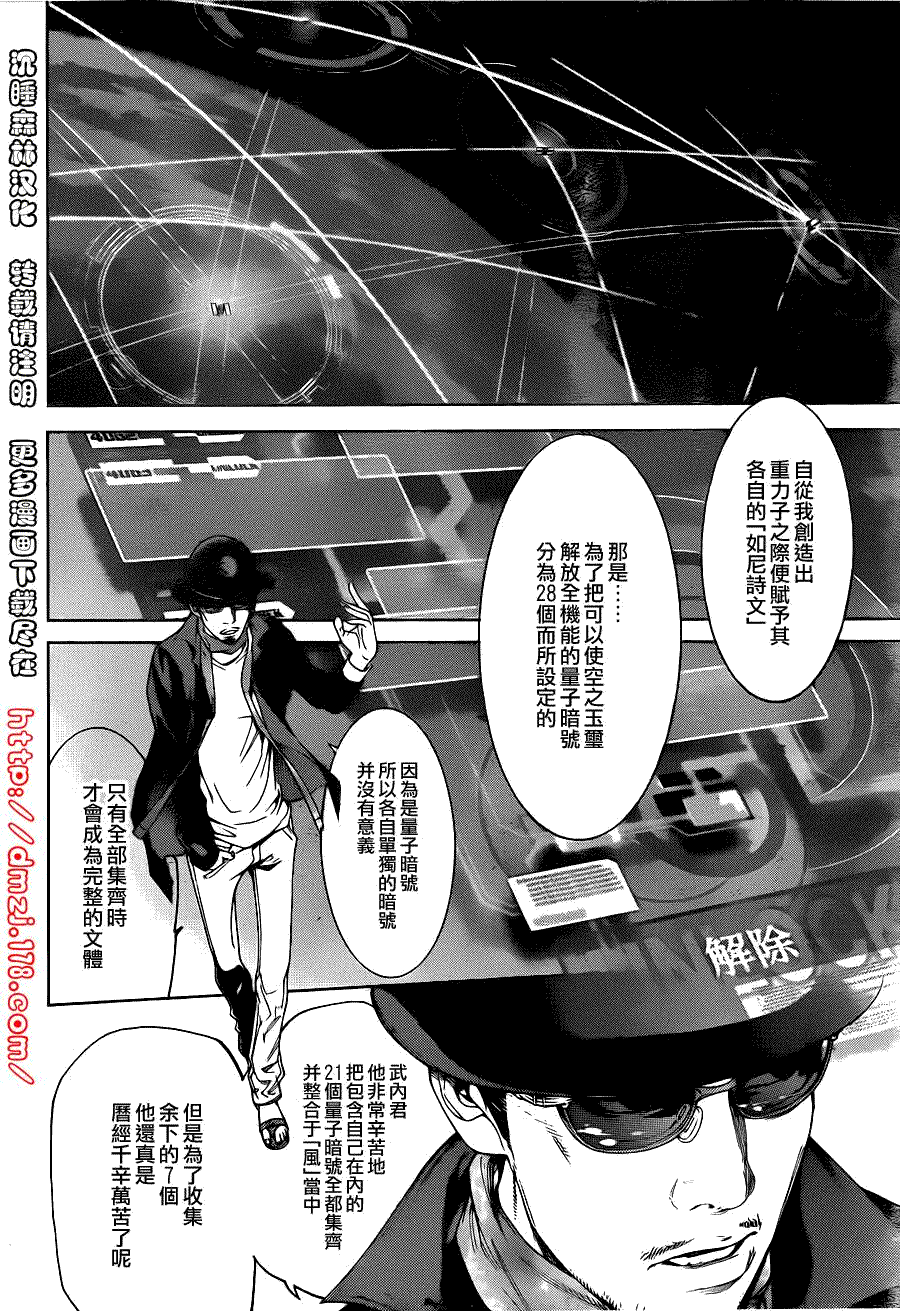 自從我創造出
重力子之際便賦予其
各自的「如尼詩文」
那是……
為了把可以使空之玉璽
解放全機能的量子暗號
分為28個而所設定的
因為是量子暗號
所以各自單獨的暗號
并沒有意義
只有全部集齊時
才會成為完整的文體
解除
武內君
他非常辛苦地
把包含自己在內的
21個量子暗號全都集齊
并整合于「風」當中
但是為了收集
余下的7個
他還真是
曆經千辛萬苦了呢
沉睡森林汉化 转载请注明 更多漫画下载尽在 http://dmzj.178.com/